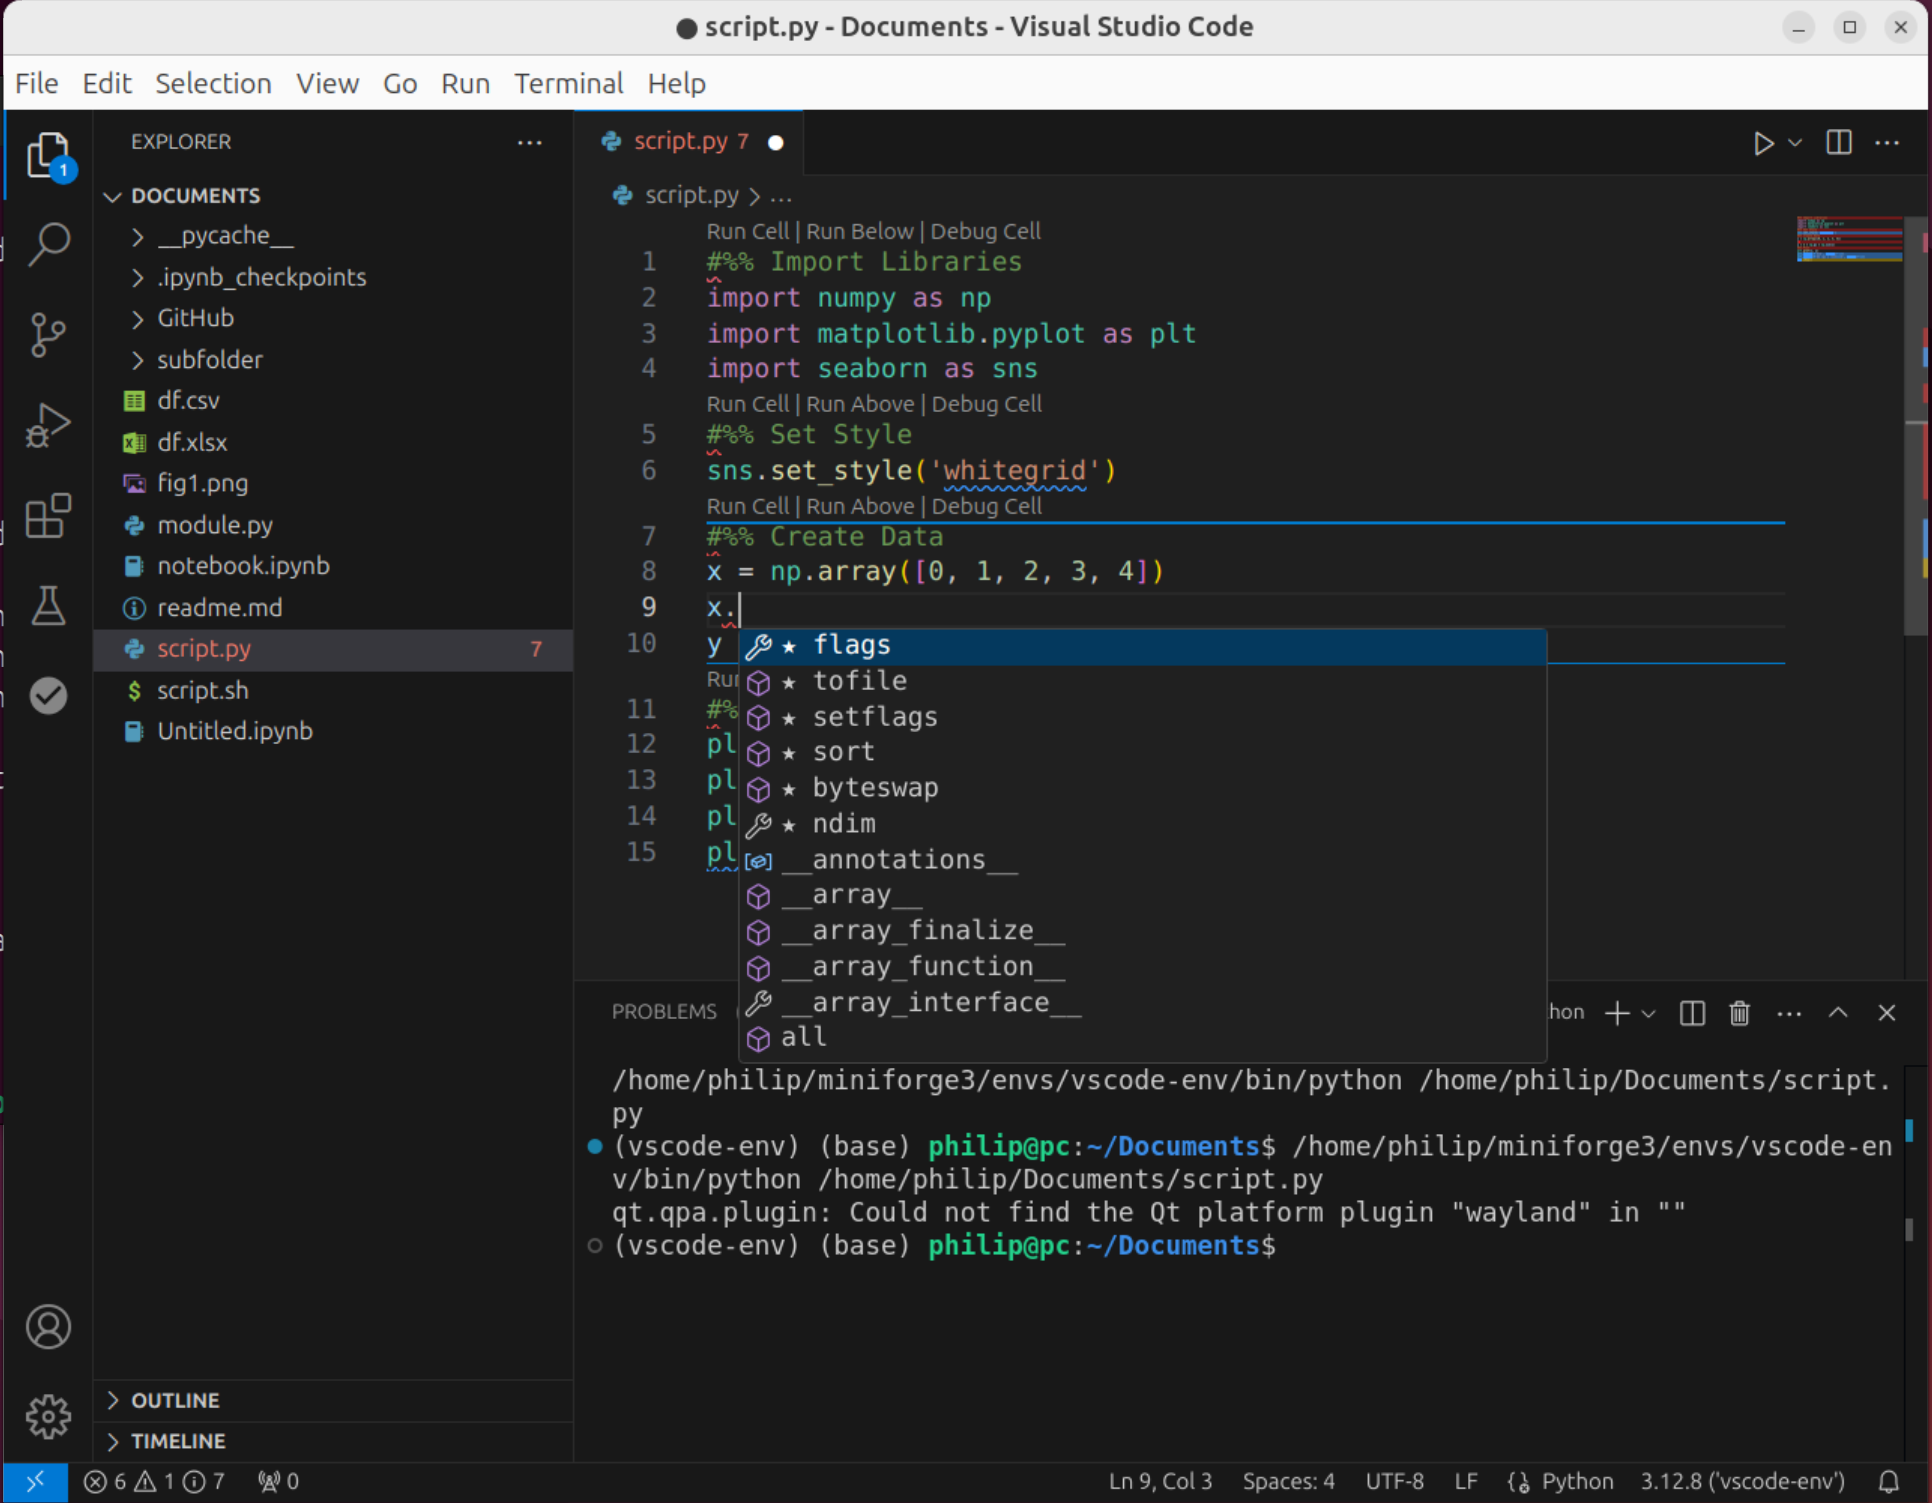 ● script.py - Documents - Visual Studio Code
File Edit Selection View Go Run Terminal Help
EXPLORER
1
DOCUMENTS
__pycache__
.ipynb_checkpoints
GitHub
subfolder
df.csv
df.xlsx
fig1.png
module.py
notebook.ipynb
readme.md
script.py 7
script.sh
Untitled.ipynb
OUTLINE
TIMELINE
script.py 7
script.py > ...
Run Cell | Run Below | Debug Cell
1 #%% Import Libraries
2 import numpy as np
3 import matplotlib.pyplot as plt
4 import seaborn as sns
Run Cell | Run Above | Debug Cell
5 #%% Set Style
6 sns.set_style('whitegrid')
Run Cell | Run Above | Debug Cell
7 #%% Create Data
8 x = np.array([0, 1, 2, 3, 4])
9 x.
10 y
11 #%
12 pl
13 pl
14 pl
15 pl
★ flags
★ tofile
★ setflags
★ sort
★ byteswap
★ ndim
__annotations__
__array__
__array_finalize__
__array_function__
__array_interface__
all
PROBLEMS
hon
/home/philip/miniforge3/envs/vscode-env/bin/python /home/philip/Documents/script.
py
(vscode-env) (base) philip@pc:~/Documents$ /home/philip/miniforge3/envs/vscode-en
v/bin/python /home/philip/Documents/script.py
qt.qpa.plugin: Could not find the Qt platform plugin "wayland" in ""
(vscode-env) (base) philip@pc:~/Documents$
6 1 7 0 Ln 9, Col 3 Spaces: 4 UTF-8 LF Python 3.12.8 ('vscode-env')